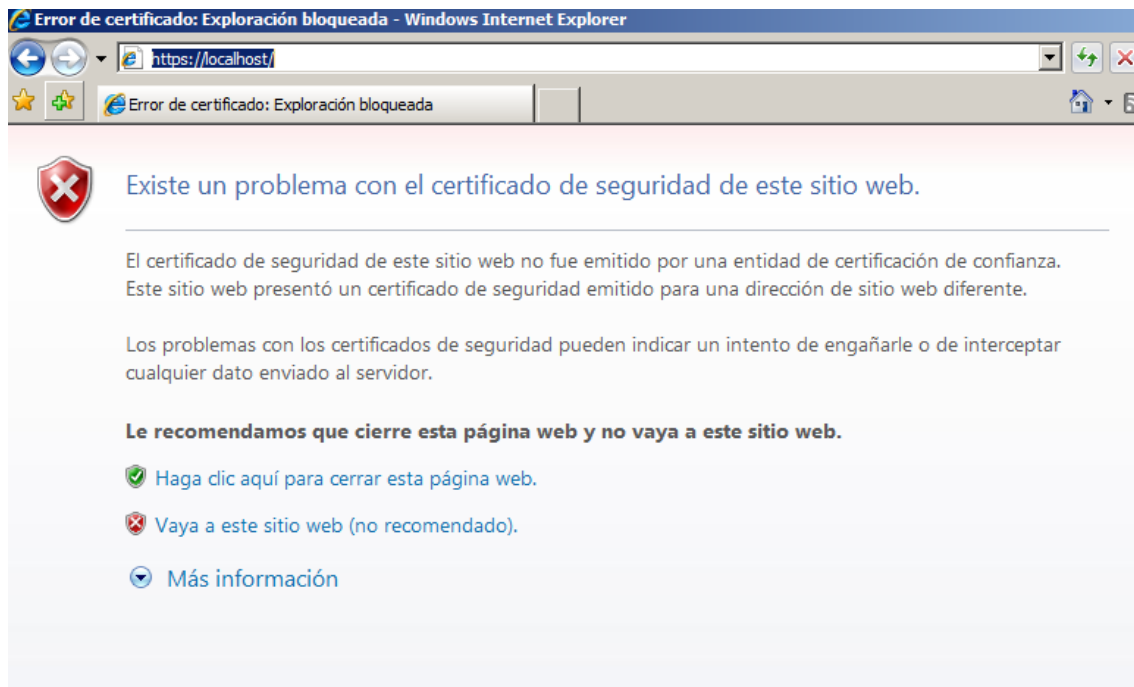 Error de certificado: Exploración bloqueada - Windows Internet Explorer
https://localhost/
Error de certificado: Exploración bloqueada
Existe un problema con el certificado de seguridad de este sitio web.
El certificado de seguridad de este sitio web no fue emitido por una entidad de certificación de confianza.
Este sitio web presentó un certificado de seguridad emitido para una dirección de sitio web diferente.
Los problemas con los certificados de seguridad pueden indicar un intento de engañarle o de interceptar
cualquier dato enviado al servidor.
Le recomendamos que cierre esta página web y no vaya a este sitio web.
Haga clic aquí para cerrar esta página web.
Vaya a este sitio web (no recomendado).
Más información